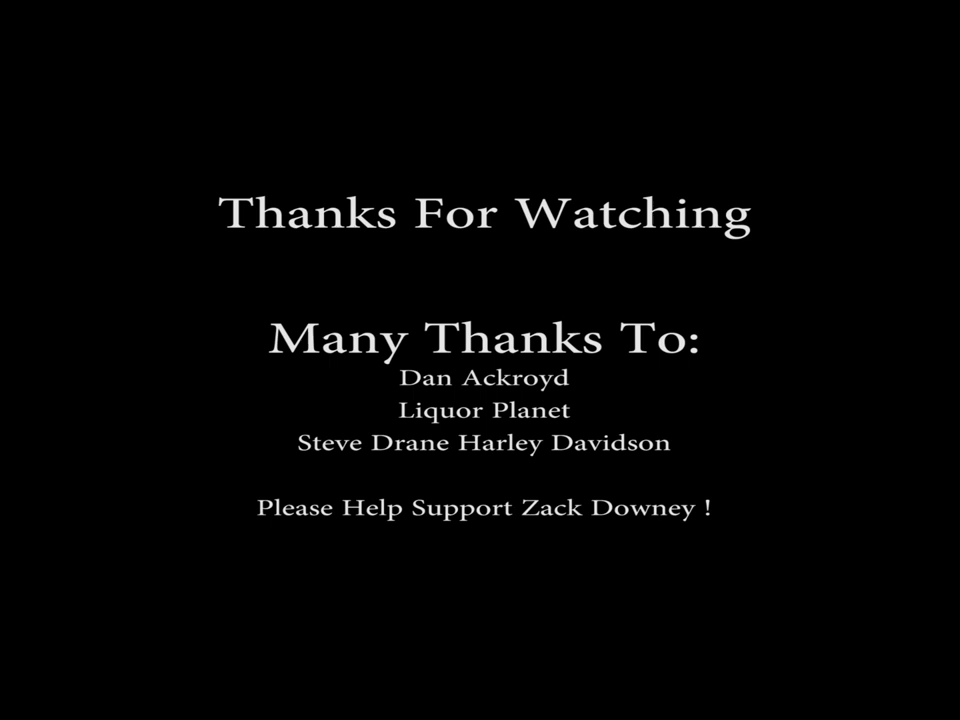 Thanks For Watching
Many Thanks To:
Dan Ackroyd
Liquor Planet
Steve Drane Harley Davidson
Please Help Support Zack Downey !